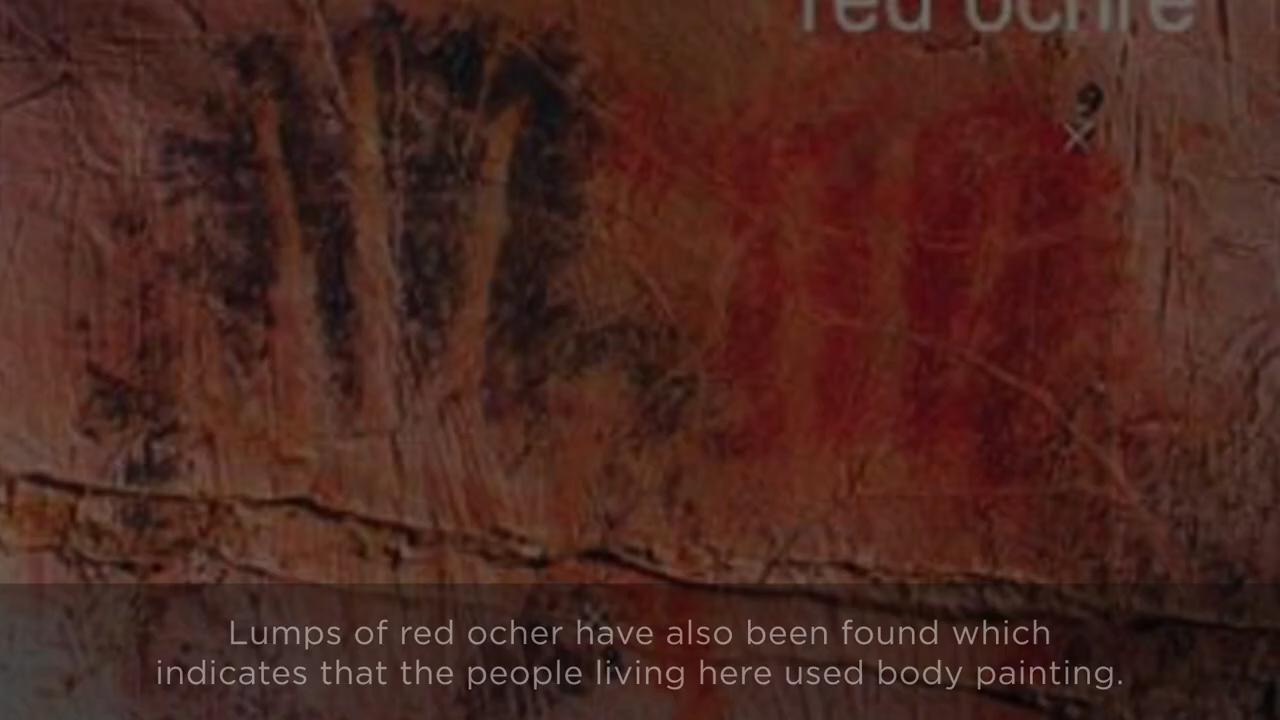 red ochre
Lumps of red ocher have also been found which
indicates that the people living here used body painting.